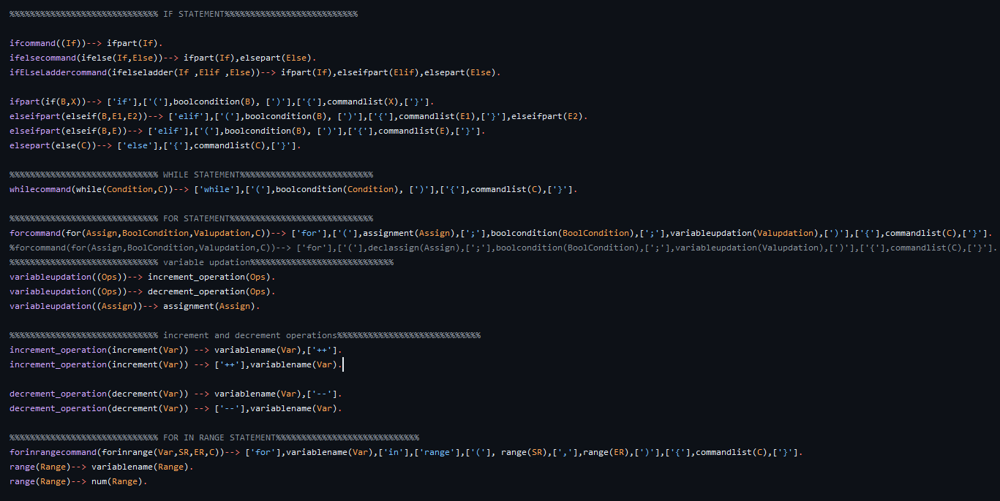 %%%%%%%%%%%%%%%%%%%%%%%%%%%%% IF STATEMENT%%%%%%%%%%%%%%%%%%%%%%%%%%
ifcommand((If))--> ifpart(If).
ifelsecommand(ifelse(If,Else))--> ifpart(If),elsepart(Else).
ifELseLaddercommand(ifelseladder(If ,Elif ,Else))--> ifpart(If),elseifpart(Elif),elsepart(Else).
ifpart(if(B,X))--> ['if'],['('],boolcondition(B), [')'],['{'],commandlist(X),['}'].
elseifpart(elseif(B,E1,E2))--> ['elif'],['('],boolcondition(B), [')'],['{'],commandlist(E1),['}'],elseifpart(E2).
elseifpart(elseif(B,E))--> ['elif'],['('],boolcondition(B), [')'],['{'],commandlist(E),['}'].
elsepart(else(C))--> ['else'],['{'],commandlist(C),['}'].
%%%%%%%%%%%%%%%%%%%%%%%%%%%%% WHILE STATEMENT%%%%%%%%%%%%%%%%%%%%%%%%%%
whilecommand(while(Condition,C))--> ['while'],['('],boolcondition(Condition), [')'],['{'],commandlist(C),['}'].
%%%%%%%%%%%%%%%%%%%%%%%%%%%%% FOR STATEMENT%%%%%%%%%%%%%%%%%%%%%%%%%%%%
forcommand(for(Assign,BoolCondition,Valupdation,C))--> ['for'],['('],assignment(Assign),[';'],boolcondition(BoolCondition),[';'],variableupdation(Valupdation),[')'],['{'],commandlist(C),['}'].
%forcommand(for(Assign,BoolCondition,Valupdation,C))--> ['for'],['('],declassign(Assign),[';'],boolcondition(BoolCondition),[';'],variableupdation(Valupdation),[')'],['{'],commandlist(C),['}'].
%%%%%%%%%%%%%%%%%%%%%%%%%%%%% variable updation%%%%%%%%%%%%%%%%%%%%%%%%%%%%
variableupdation((Ops))--> increment_operation(Ops).
variableupdation((Ops))--> decrement_operation(Ops).
variableupdation((Assign))--> assignment(Assign).
%%%%%%%%%%%%%%%%%%%%%%%%%%%%% increment and decrement operations%%%%%%%%%%%%%%%%%%%%%%%%%%%%
increment_operation(increment(Var)) --> variablename(Var),['++'].
increment_operation(increment(Var)) --> ['++'],variablename(Var).
decrement_operation(decrement(Var)) --> variablename(Var),['--'].
decrement_operation(decrement(Var)) --> ['--'],variablename(Var).
%%%%%%%%%%%%%%%%%%%%%%%%%%%%% FOR IN RANGE STATEMENT%%%%%%%%%%%%%%%%%%%%%%%%%%%%
forinrangecommand(forinrange(Var,SR,ER,C))--> ['for'],variablename(Var),['in'],['range'],['('], range(SR),[','],range(ER),[')'],['{'],commandlist(C),['}'].
range(Range)--> variablename(Range).
range(Range)--> num(Range).